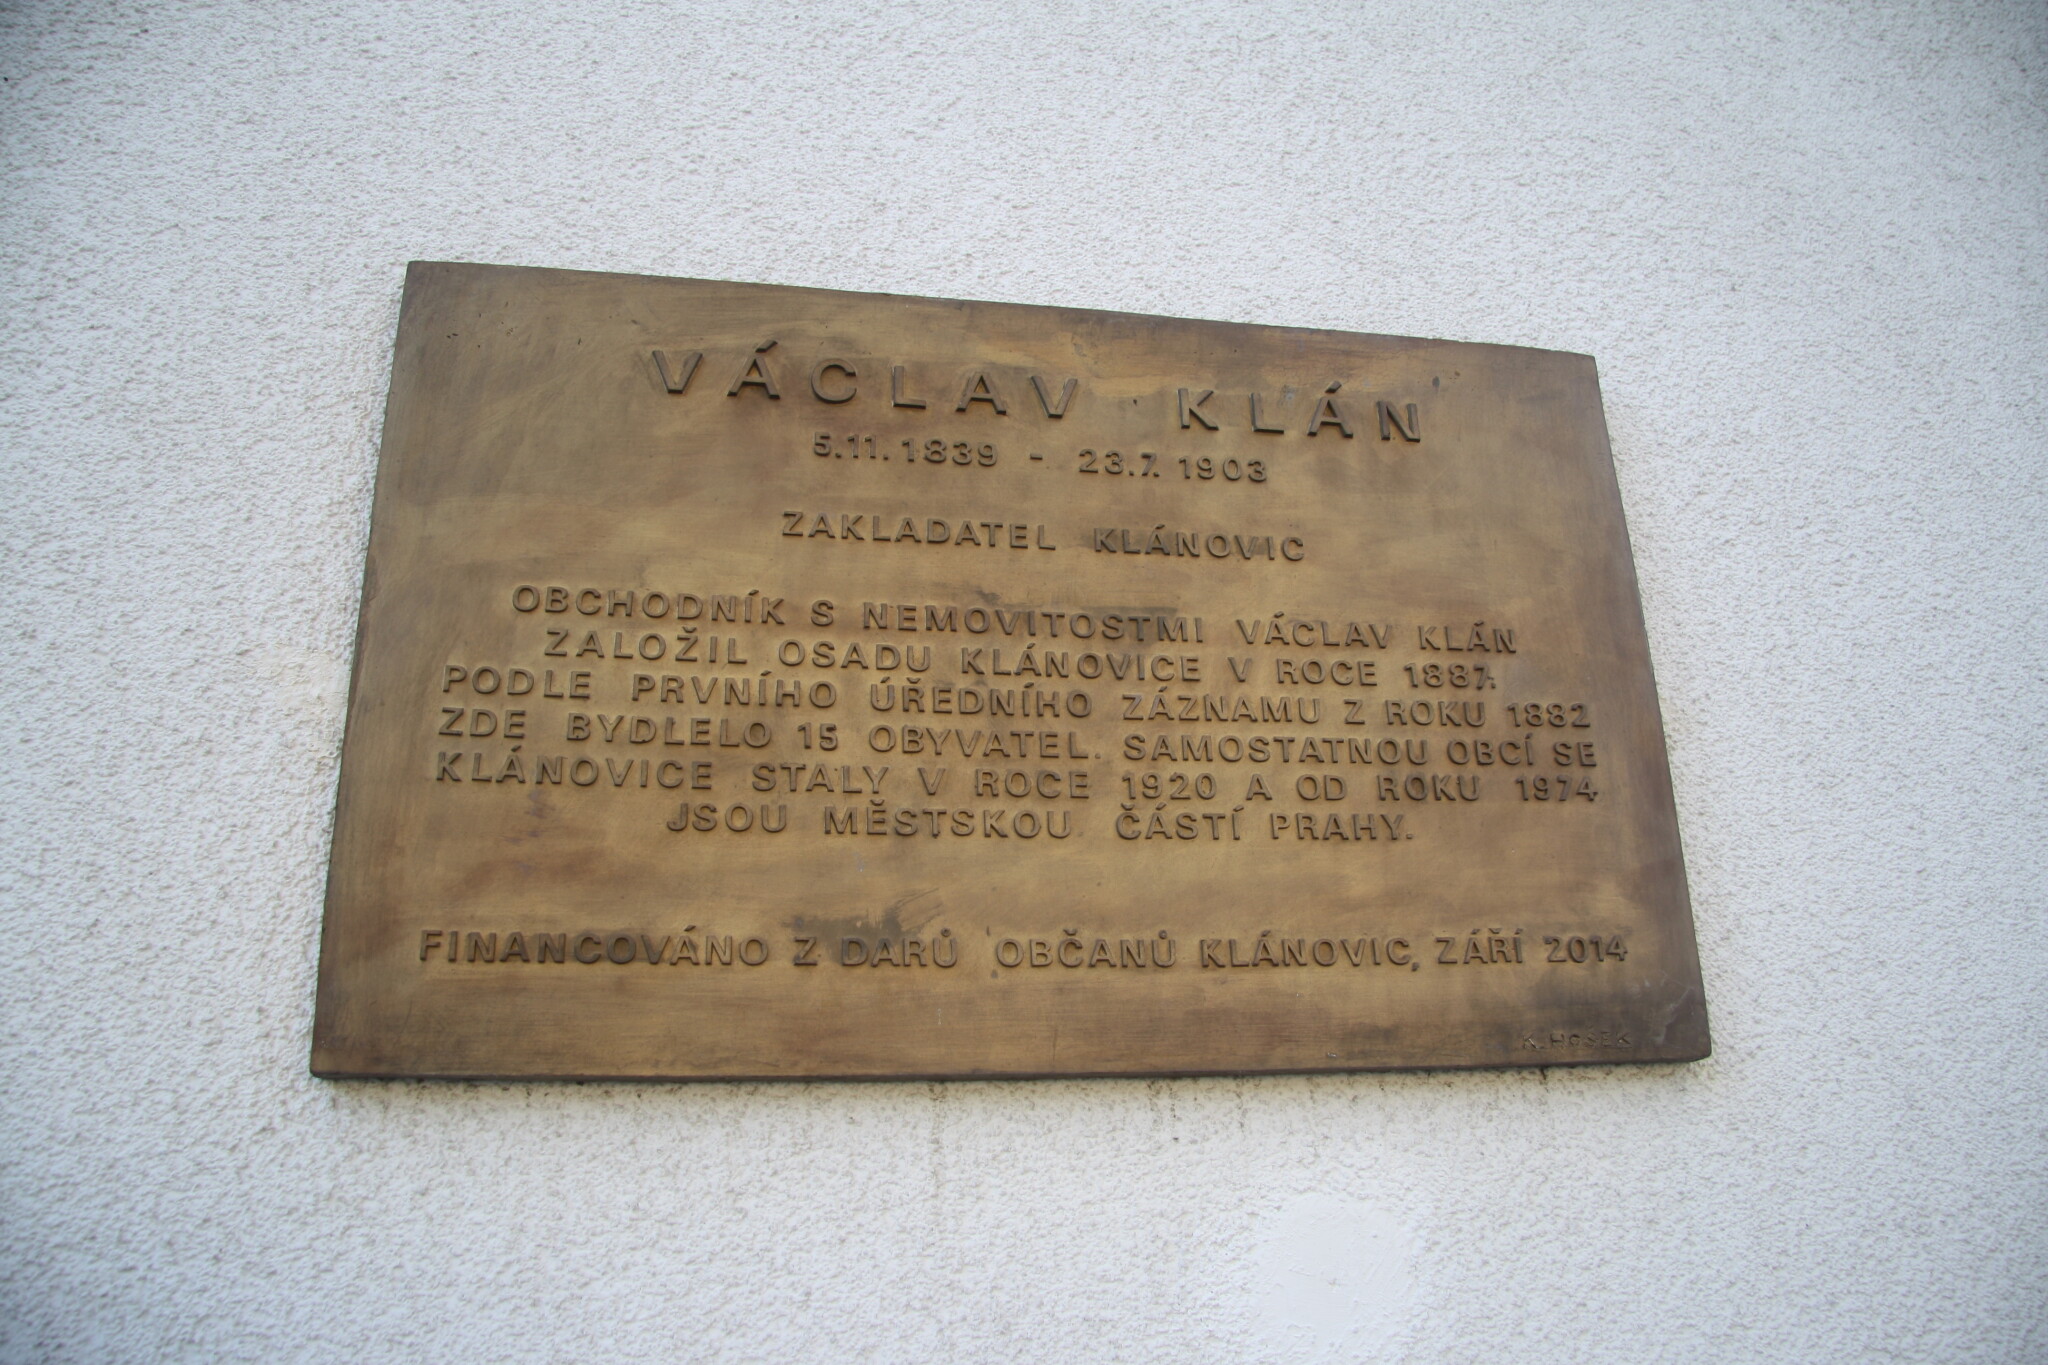 VÁCLAV KLÁN
5.11.1839 - 23.7.1903
ZAKLADATEL KLÁNOVIC
OBCHODNÍK S NEMOVITOSTMI VÁCLAV KLÁN
ZALOŽIL OSADU KLÁNOVICE V ROCE 1887.
PODLE PRVNÍHO ÚŘEDNÍHO ZÁZNAMU Z ROKU 1882
ZDE BYDLELO 15 OBYVATEL. SAMOSTATNOU OBCÍ SE
KLÁNOVICE STALY V ROCE 1920 A OD ROKU 1974
JSOU MĚSTSKOU ČÁSTÍ PRAHY.
FINANCOVÁNO Z DARŮ OBČANŮ KLÁNOVIC, ZÁŘÍ 2014
K. HOŠEK